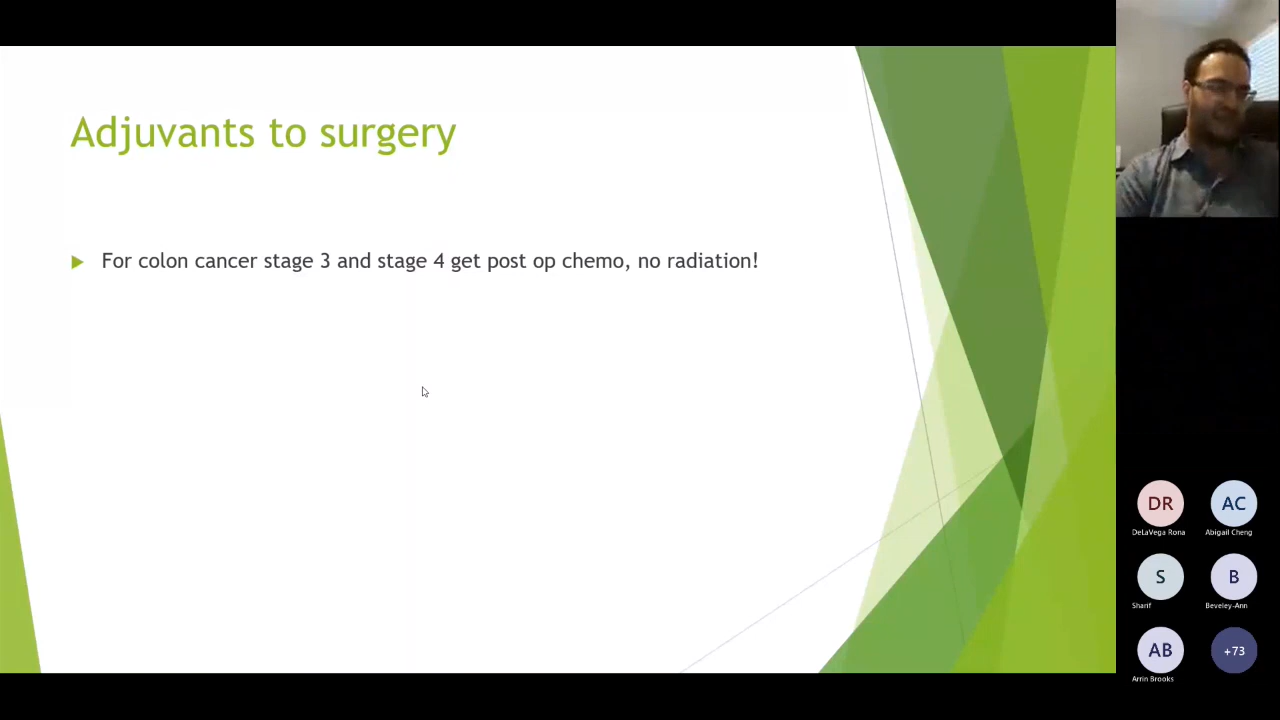 Adjuvants to surgery
For colon cancer stage 3 and stage 4 get post op chemo, no radiation!
DR
AC
DeLaVega Rona
Abigail Cheng
S
B
Sharif
Beveley-Ann
AB
+73
Arrin Brooks